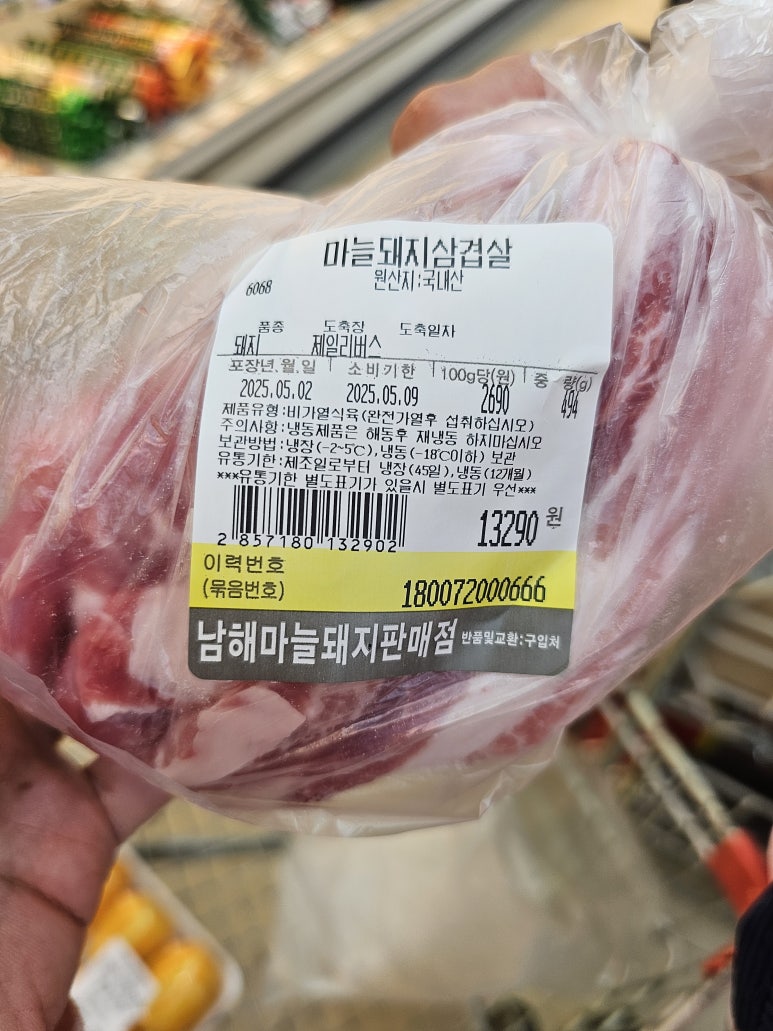 마늘돼지삼겹살
원산지:국내산
6068
품종 도축장 도축일자
돼지 제일리버스
포장년.월.일 소비기한 100g당(원) 중 량(g)
2025.05.02 2025.05.09 2690 494
제품유형:비가열식육(완전가열후 섭취하십시오)
주의사항:냉동제품은 해동후 재냉동 하지마십시오
보관방법:냉장(-2~5℃),냉동(-18℃이하) 보관
유통기한:제조일로부터 냉장(45일),냉동(12개월)
***유통기한 별도표기가 있을시 별도표기 우선***
2 857180 132902
13290 원
이력번호
(묶음번호) 180072000666
남해마늘돼지판매점 반품및교환:구입처